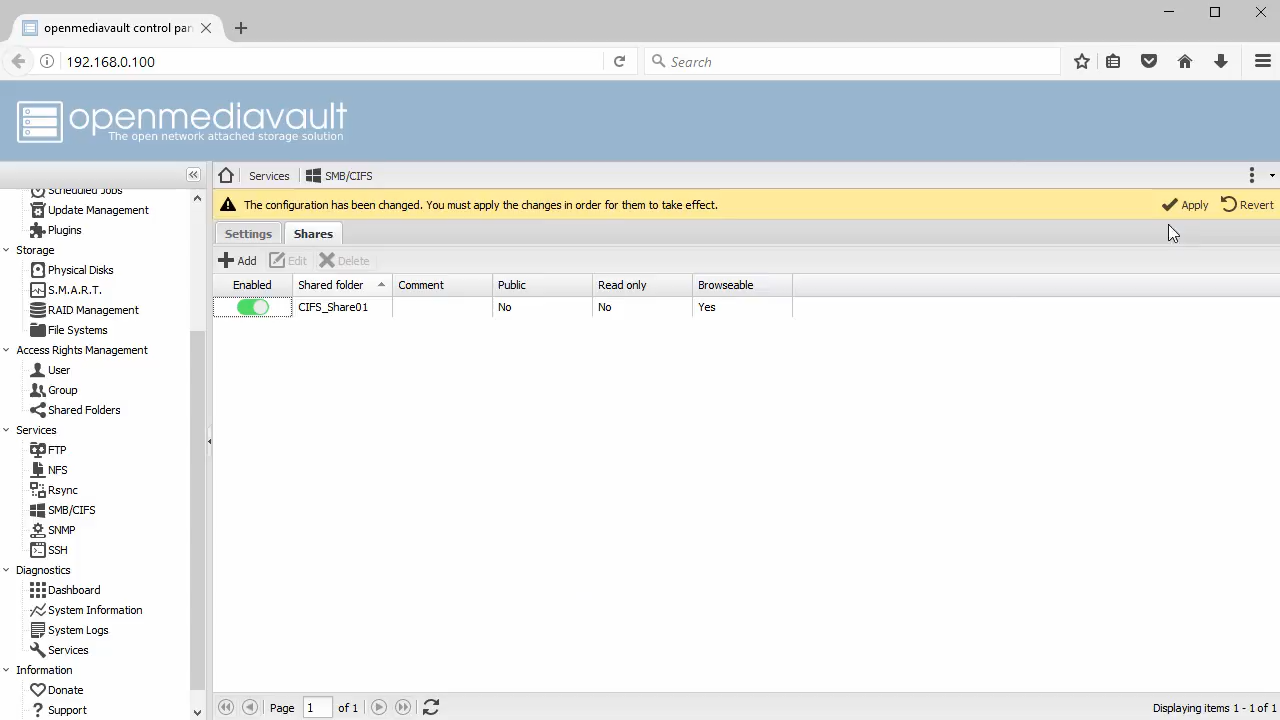 openmediavault control pan
192.168.0.100
Search
openmediavault
The open network attached storage solution
Services
SMB/CIFS
The configuration has been changed. You must apply the changes in order for them to take effect.
Apply
Revert
Settings
Shares
Add
Edit
Delete
Enabled
Shared folder
Comment
Public
Read only
Browseable
CIFS_Share01
No
No
Yes
Scheduled Jobs
Update Management
Plugins
Storage
Physical Disks
S.M.A.R.T.
RAID Management
File Systems
Access Rights Management
User
Group
Shared Folders
Services
FTP
NFS
Rsync
SMB/CIFS
SNMP
SSH
Diagnostics
Dashboard
System Information
System Logs
Services
Information
Donate
Support
Page 1 of 1
Displaying items 1 - 1 of 1